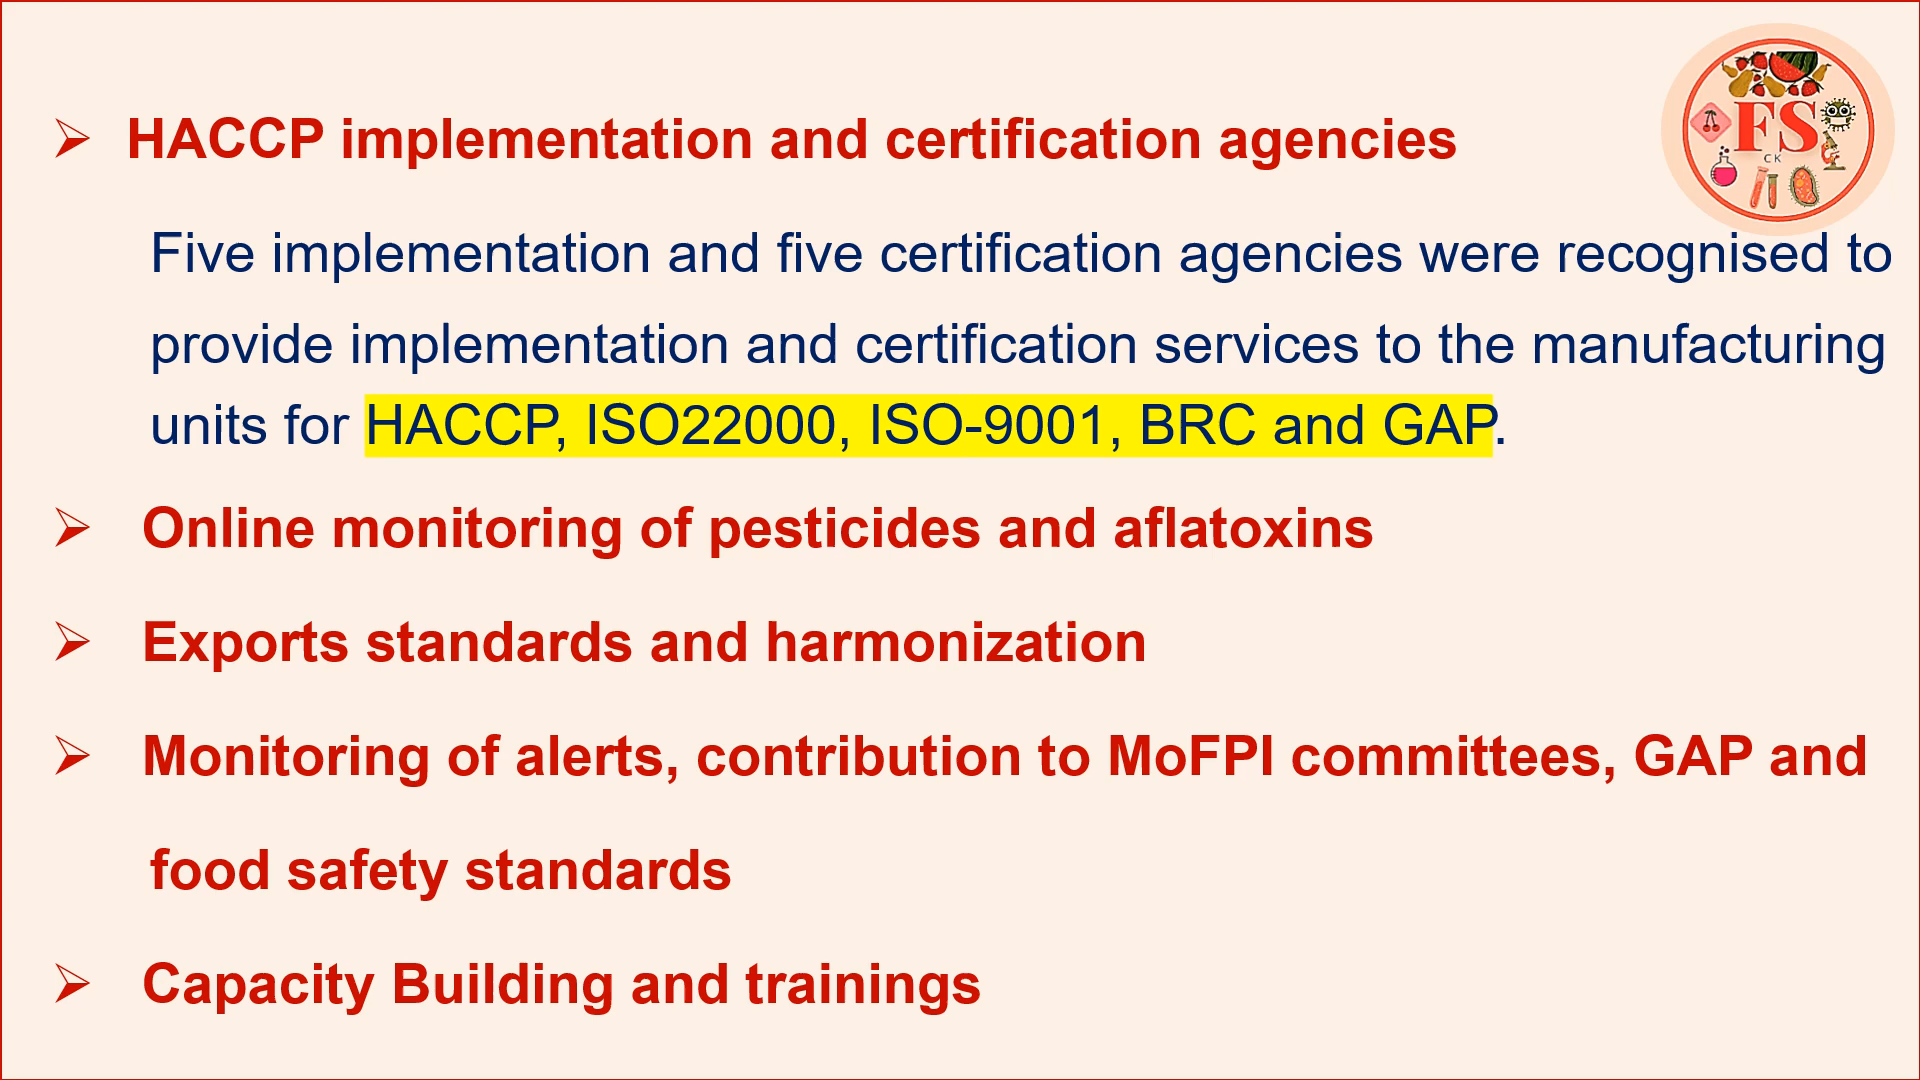 FS
CK
➢ HACCP implementation and certification agencies
Five implementation and five certification agencies were recognised to
provide implementation and certification services to the manufacturing
units for HACCP, ISO22000, ISO-9001, BRC and GAP.
➢ Online monitoring of pesticides and aflatoxins
➢ Exports standards and harmonization
➢ Monitoring of alerts, contribution to MoFPI committees, GAP and
food safety standards
➢ Capacity Building and trainings